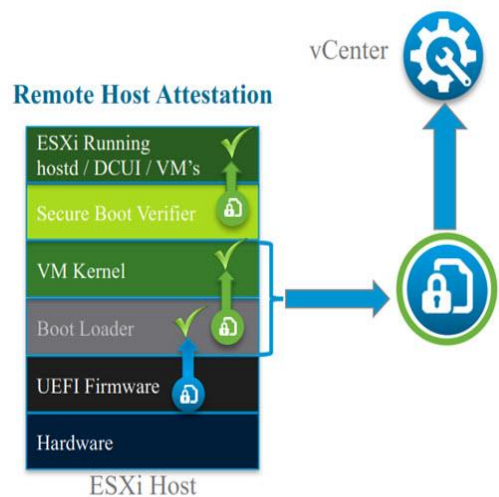 vCenter
Remote Host Attestation
ESXi Running
hostd / DCUI / VM's
Secure Boot Verifier
VM Kernel
Boot Loader
UEFI Firmware
Hardware
ESXi Host